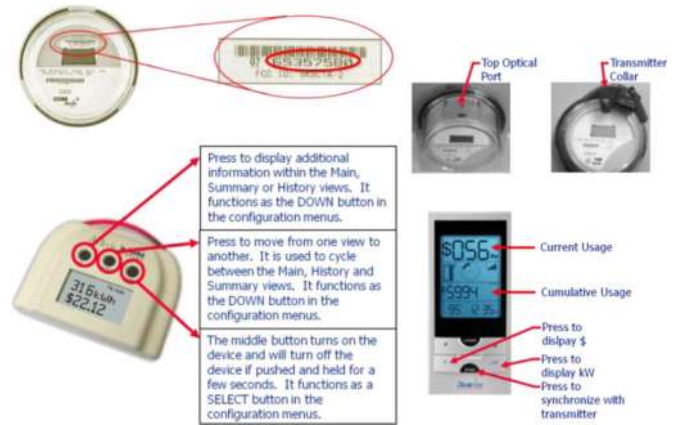 65357580
Top Optical
Port
Transmitter
Collar
Press to display additional
information within the Main,
Summary or History views. It
functions as the DOWN button in
the configuration menus.
Press to move from one view to
another. It is used to cycle
between the Main, History and
Summary views. It functions as
the DOWN button in the
configuration menus.
The middle button turns on the
device and will turn off the
device if pushed and held for a
few seconds. It functions as a
SELECT button in the
configuration menus.
316 kWh
$22.12
$0.56
Current Usage
Cumulative Usage
Press to
dislpay $
Press to
display kW
Press to
synchronize with
transmitter